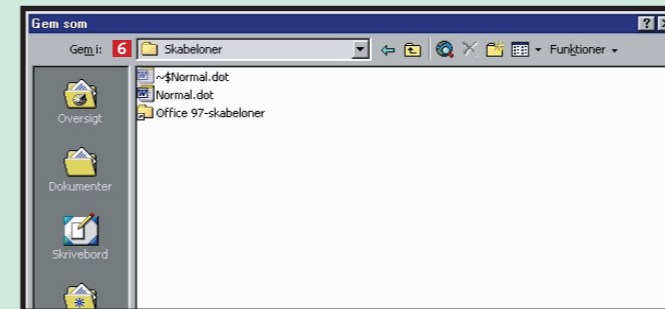 Gem som
Gem i: 6 Skabeloner Funktioner
~$Normal.dot
Normal.dot
Office 97-skabeloner
Oversigt
Dokumenter
Skrivebord